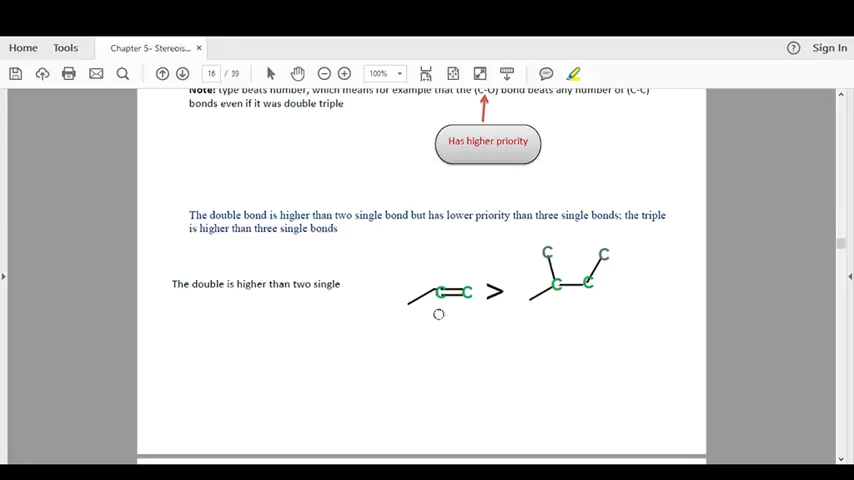 Home Tools Chapter 5- Stereois... × Sign In
16 / 39 100%
Note: type beats number, which means for example that the (C-O) bond beats any number of (C-C)
bonds even if it was double triple
Has higher priority
The double bond is higher than two single bond but has lower priority than three single bonds; the triple
is higher than three single bonds
C C
The double is higher than two single C=C > C C